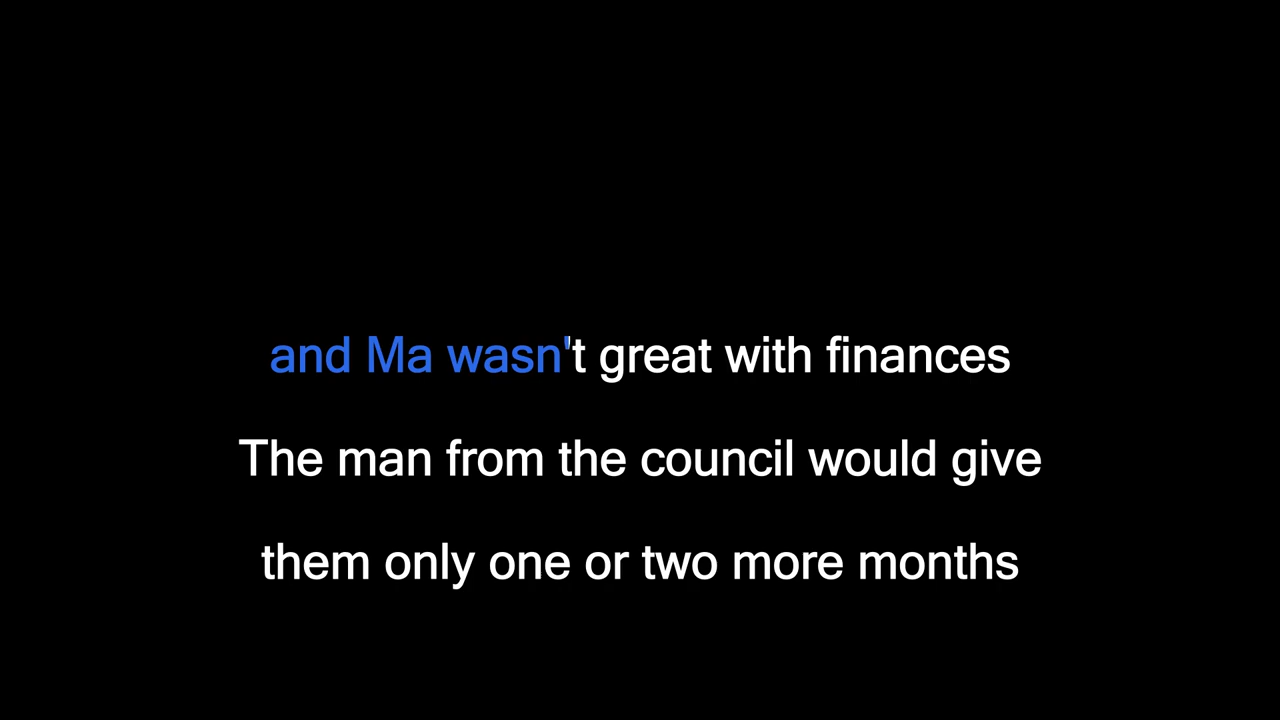 and Ma wasn't great with finances
The man from the council would give
them only one or two more months